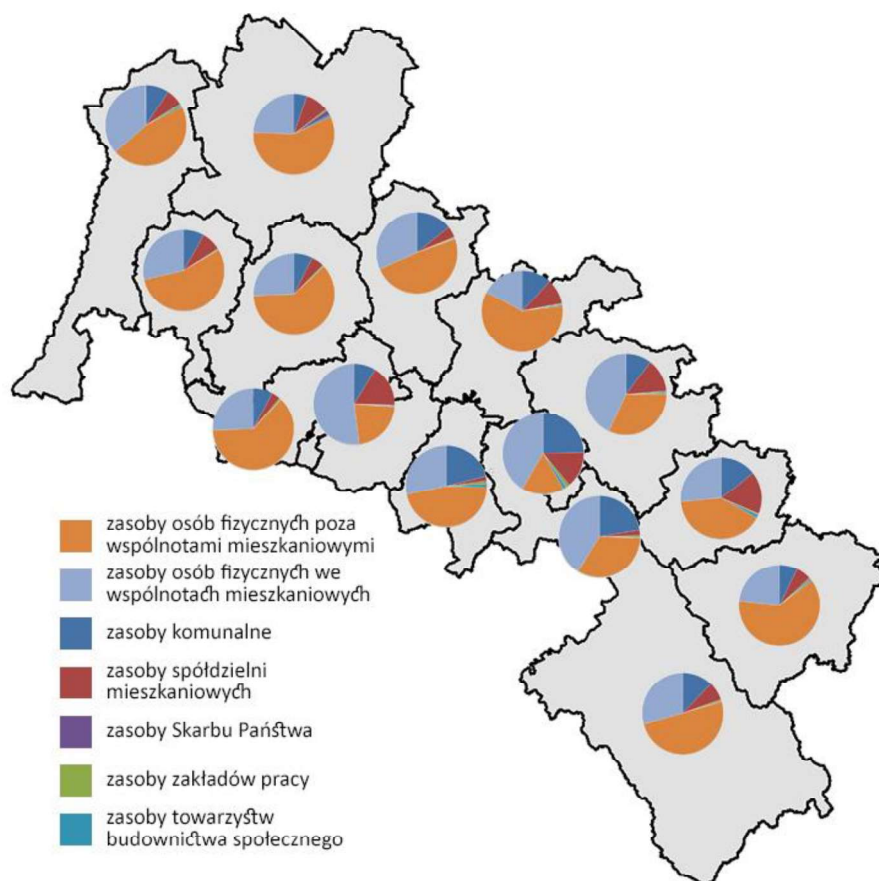 zasoby osób fizycznych poza
wspólnotami mieszkaniowymi
zasoby osób fizycznych we
wspólnotach mieszkaniowych
zasoby komunalne
zasoby spółdzielni
mieszkaniowych
zasoby Skarbu Państwa
zasoby zakładów pracy
zasoby towarzystw
budownictwa społecznego